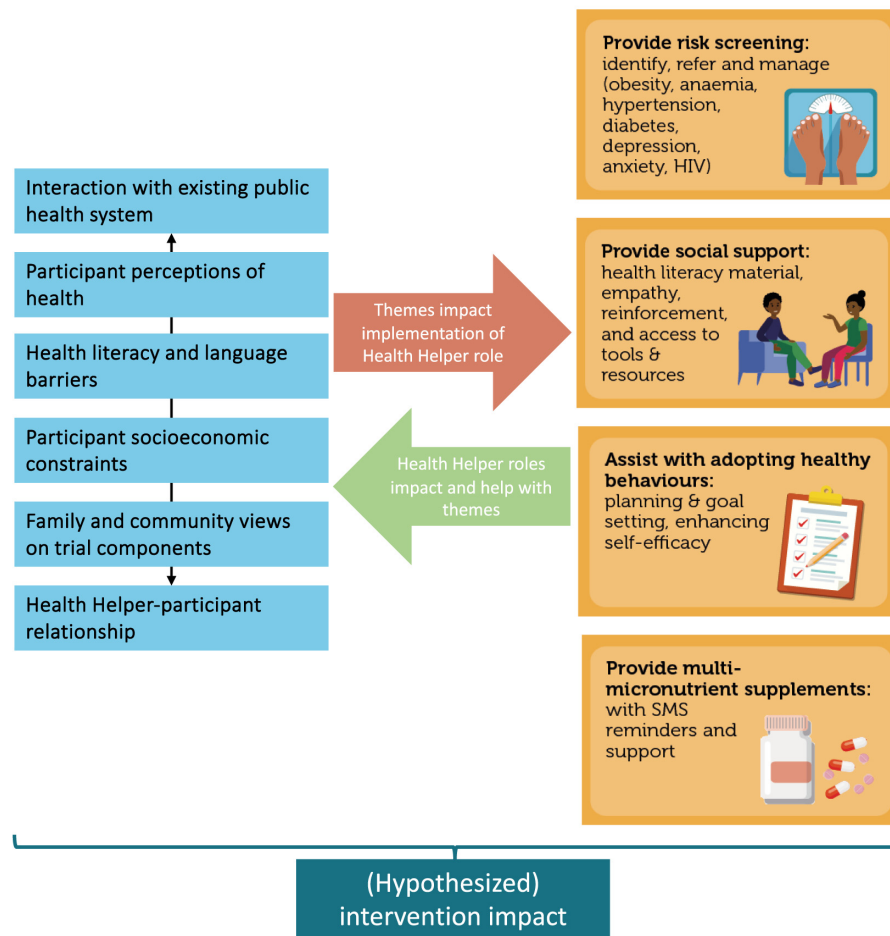 Interaction with existing public
health system
Participant perceptions of
health
Health literacy and language
barriers
Participant socioeconomic
constraints
Family and community views
on trial components
Health Helper-participant
relationship
Themes impact
implementation of
Health Helper role
Health Helper roles
impact and help with
themes
Provide risk screening:
identify, refer and manage
(obesity, anaemia,
hypertension,
diabetes,
depression,
anxiety, HIV)
Provide social support:
health literacy material,
empathy,
reinforcement,
and access to
tools &
resources
Assist with adopting healthy
behaviours:
planning & goal
setting, enhancing
self-efficacy
Provide multi-
micronutrient supplements:
with SMS
reminders and
support
(Hypothesized)
intervention impact